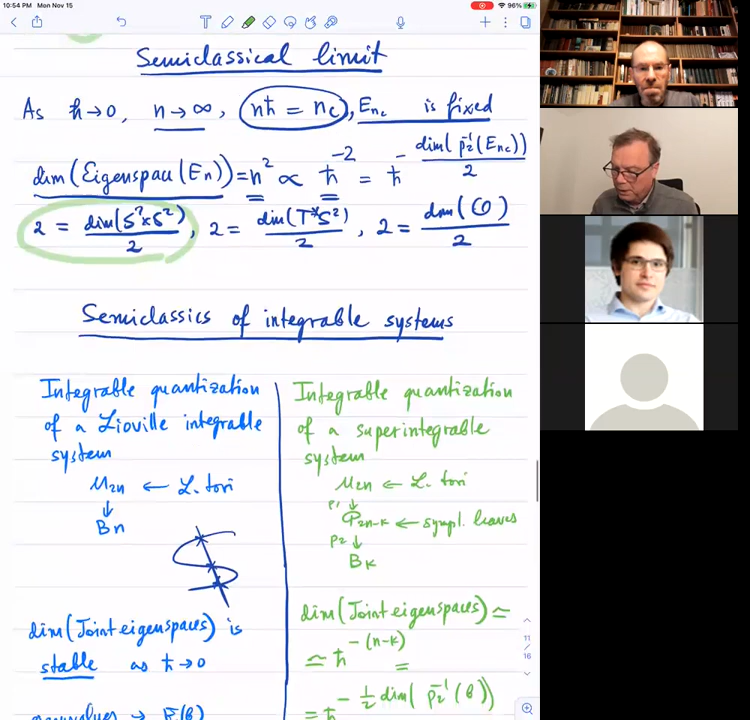 10:54 PM Mon Nov 15
96%
Semiclassical limit
As ħ→0, n→∞, nħ = n_c, E_{n_c} is fixed
dim(Eigenspace(E_n)) = n² ∝ ħ^{-2} = ħ^{-dim(p_2^{-1}(E_{n_c}))/2}
2 = dim(S²×S²)/2, 2 = dim(T*S²)/2, 2 = dim(O)/2
Semiclassics of integrable systems
Integrable quantization
of a Lioville integrable
system
M_{2n} ← L. tori
↓
B_n
dim(Joint eigenspaces) is
stable as ħ→0
Integrable quantization
of a superintegrable
system
M_{2n} ← L. tori
p_1 ↓
P_{2n-k} ← sympl. leaves
p_2 ↓
B_k
dim(Joint eigenspaces) ≃
≃ ħ^{-(n-k)}
= ħ^{-½ dim(p_2^{-1}(b))}
11
16